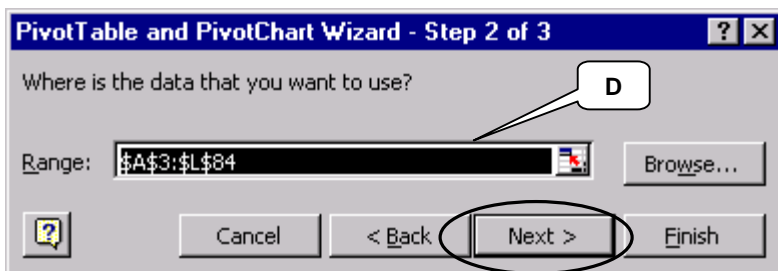 PivotTable and PivotChart Wizard - Step 2 of 3
Where is the data that you want to use?
D
Range: $A$3:$L$84 Browse...
Cancel < Back Next > Finish